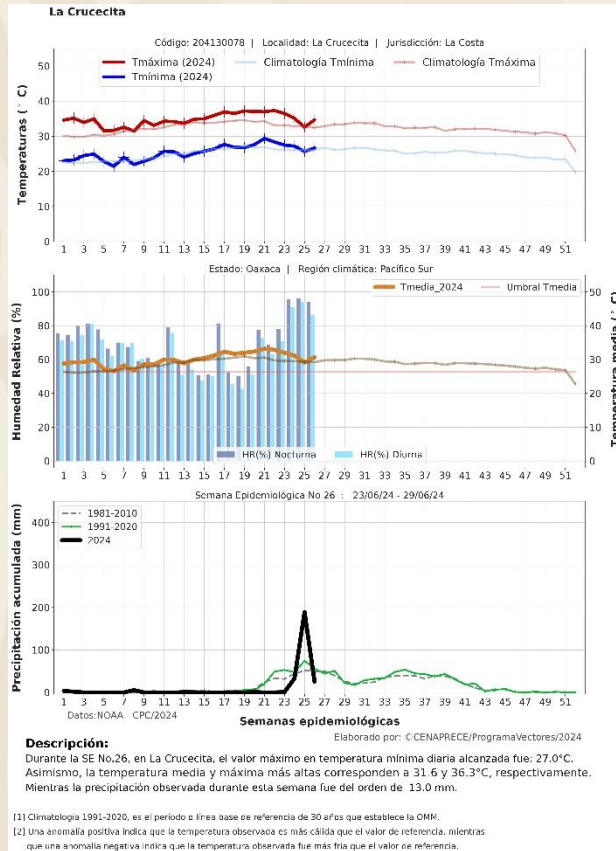 La Crucecita
Código: 204130078 | Localidad: La Crucecita | Jurisdicción: La Costa
Tmáxima (2024) Climatología Tmínima Climatología Tmáxima
Tmínima (2024)
Temperaturas (° C)
50
40
30
20
10
0
1 3 5 7 9 11 13 15 17 19 21 23 25 27 29 31 33 35 37 39 41 43 45 47 49 51
Estado: Oaxaca | Región climática: Pacífico Sur
Tmedia_2024 Umbral Tmedia
Humedad Relativa (%)
100
80
60
40
20
0
50
40
30
20
10
0
Temperatura media (° C)
HR(%) Nocturna HR(%) Diurna
1 3 5 7 9 11 13 15 17 19 21 23 25 27 29 31 33 35 37 39 41 43 45 47 49 51
Semana Epidemiológica No 26 : 23/06/24 - 29/06/24
1981-2010
1991-2020
2024
Precipitación acumulada (mm)
400
300
200
100
0
1 3 5 7 9 11 13 15 17 19 21 23 25 27 29 31 33 35 37 39 41 43 45 47 49 51
Datos:NOAA CPC/2024
Semanas epidemiológicas
Elaborado por: ©CENAPRECE/ProgramaVectores/2024
Descripción:
Durante la SE No.26, en La Crucecita, el valor máximo en temperatura mínima diaria alcanzada fue: 27.0°C.
Asimismo, la temperatura media y máxima más altas corresponden a 31.6 y 36.3°C, respectivamente.
Mientras la precipitación observada durante esta semana fue del orden de 13.0 mm.
[1] Climatología 1991-2020, es el período o línea base de referencia de 30 años que establece la OMM.
[2] Una anomalía positiva indica que la temperatura observada es más cálida que el valor de referencia, mientras
que una anomalía negativa indica que la temperatura observada fue más fría que el valor de referencia.